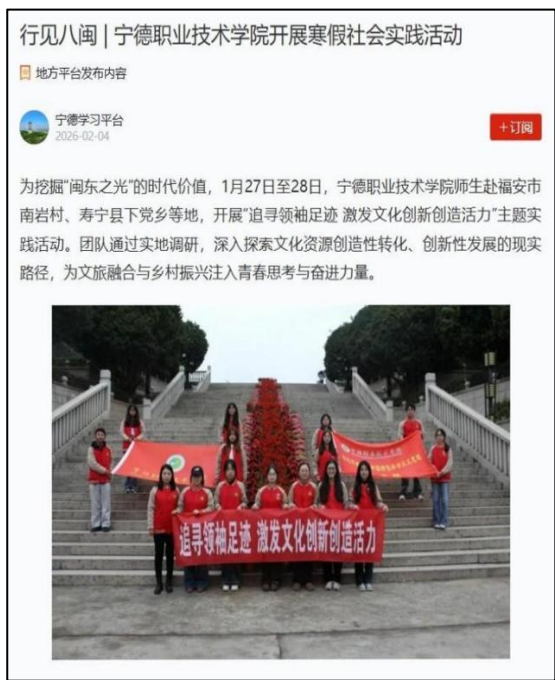 行见八闽 | 宁德职业技术学院开展寒假社会实践活动
地方平台发布内容
宁德学习平台
2026-02-04
+订阅
为挖掘“闽东之光”的时代价值，1月27日至28日，宁德职业技术学院师生赴福安市
南岩村、寿宁县下党乡等地，开展“追寻领袖足迹 激发文化创新创造活力”主题实
践活动。团队通过实地调研，深入探索文化资源创造性转化、创新性发展的现实
路径，为文旅融合与乡村振兴注入青春思考与奋进力量。
追寻领袖足迹 激发文化创新创造活力